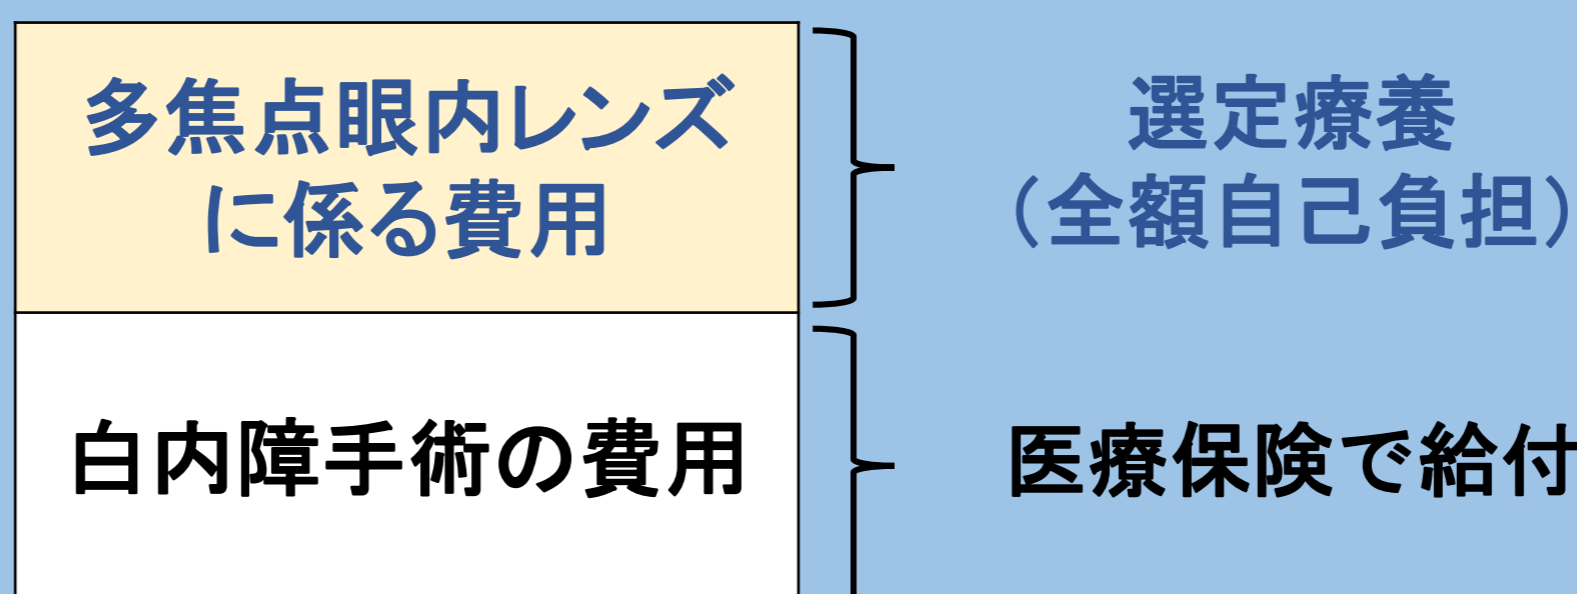 多焦点眼内レンズ
に係る費用
選定療養
（全額自己負担）
白内障手術の費用
医療保険で給付